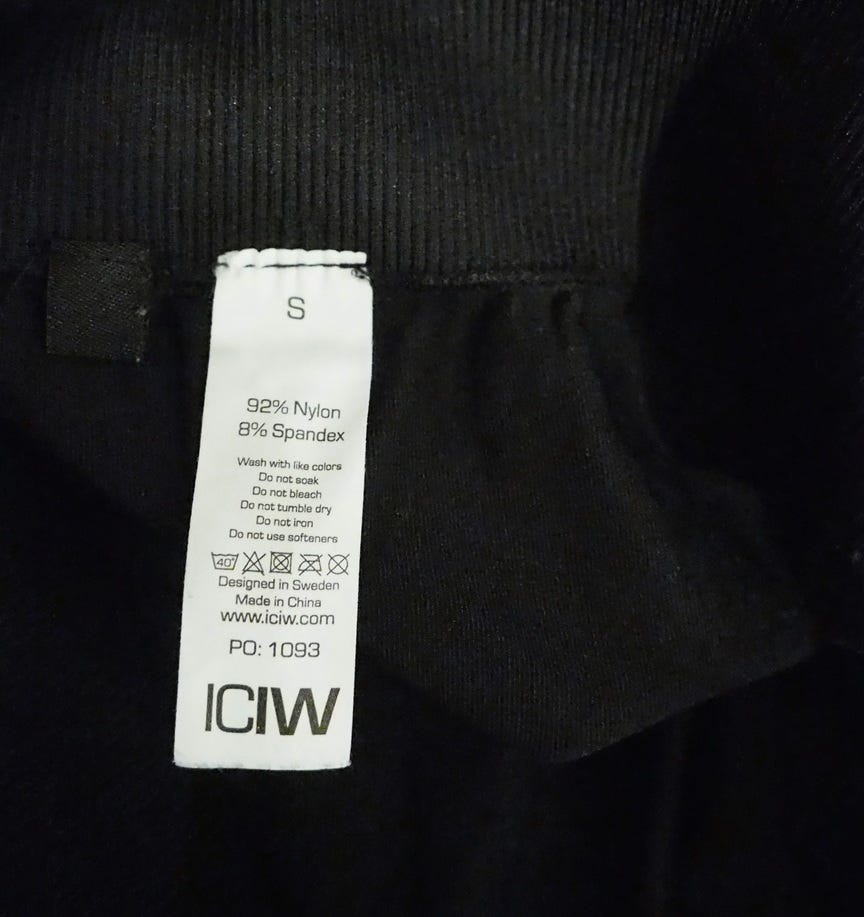 S
92% Nylon
8% Spandex
Wash with like colors
Do not soak
Do not bleach
Do not tumble dry
Do not iron
Do not use softeners
40°
Designed in Sweden
Made in China
www.iciw.com
PO: 1093
ICIW